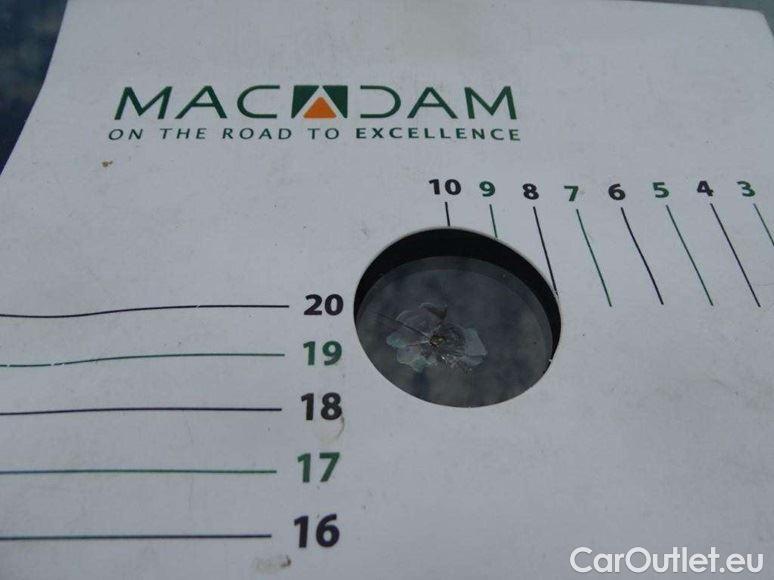 MACADAM
ON THE ROAD TO EXCELLENCE
10 9 8 7 6 5 4 3
20
19
18
17
16
CarOutlet.eu